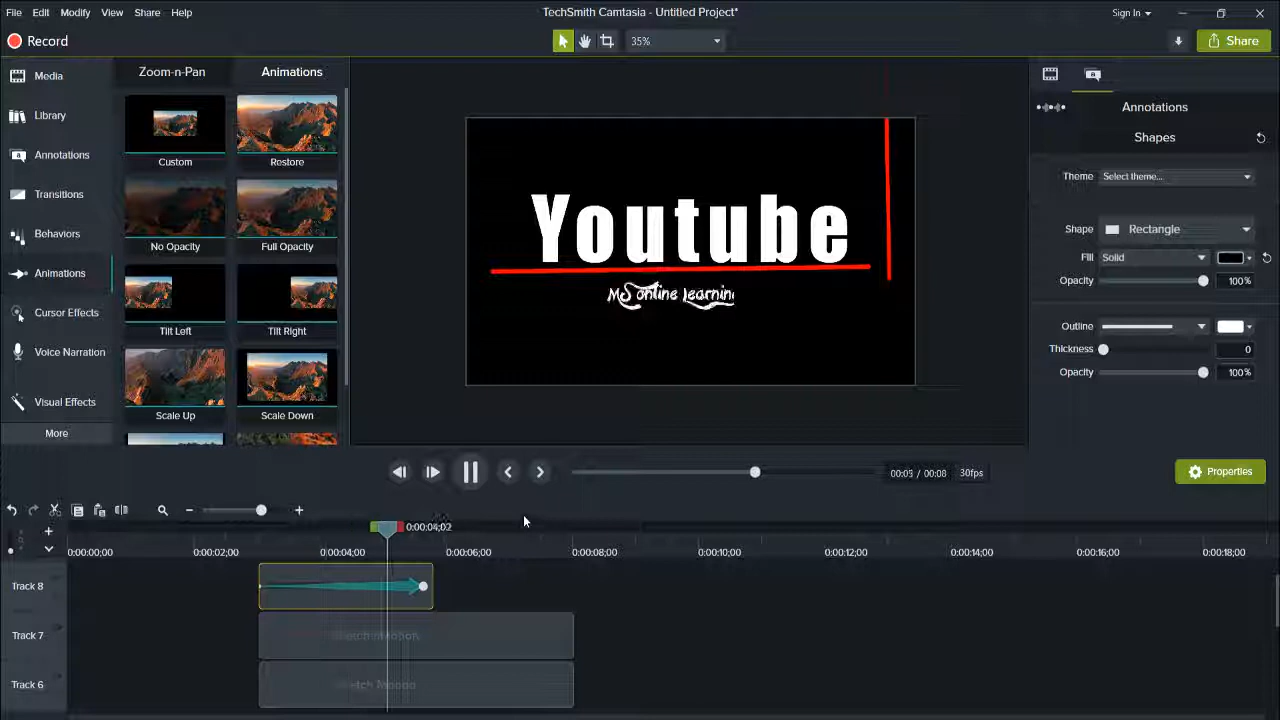 File Edit Modify View Share Help
TechSmith Camtasia - Untitled Project*
Sign In
Record
35%
Share
Media
Library
Annotations
Transitions
Behaviors
Animations
Cursor Effects
Voice Narration
Visual Effects
More
Zoom-n-Pan Animations
Custom Restore
No Opacity Full Opacity
Tilt Left Tilt Right
Scale Up Scale Down
Youtube
MS online learnin
Annotations
Shapes
Theme Select theme...
Shape Rectangle
Fill Solid
Opacity 100%
Outline
Thickness 0
Opacity 100%
00:05 / 00:08 30fps
Properties
0:00:04;02
0:00:00;00 0:00:02;00 0:00:04;00 0:00:06;00 0:00:08;00 0:00:10;00 0:00:12;00 0:00:14;00 0:00:16;00 0:00:18;00
Track 8
Track 7
Sketch Motion
Track 6
Sketch Motion